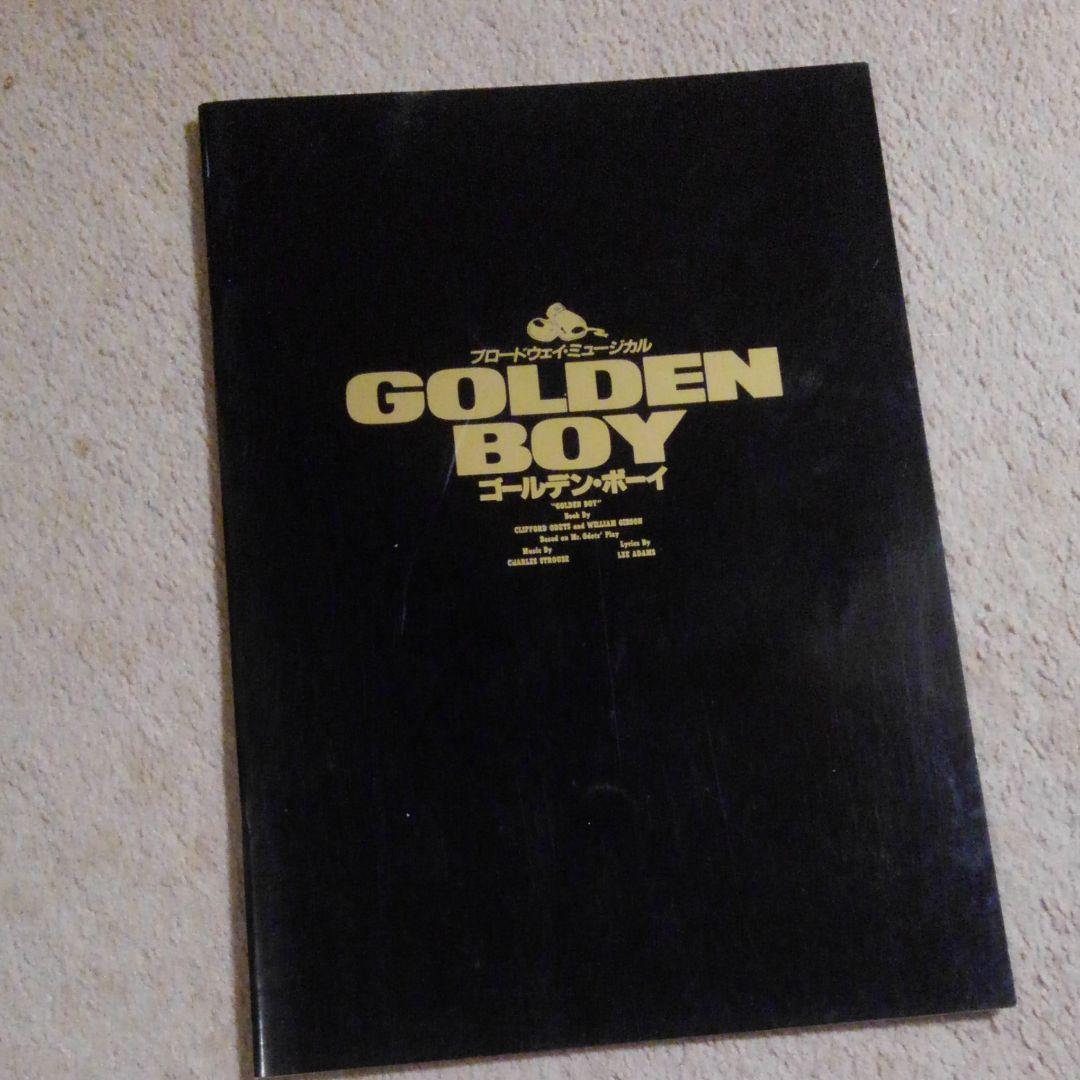 ブロードウェイ・ミュージカル
GOLDEN
BOY
ゴールデン・ボーイ
"GOLDEN BOY"
Book By
CLIFFORD ODETS and WILLIAM GIBSON
Based on Mr. Odets' Play
Music By Lyrics By
CHARLES STROUSE LEE ADAMS